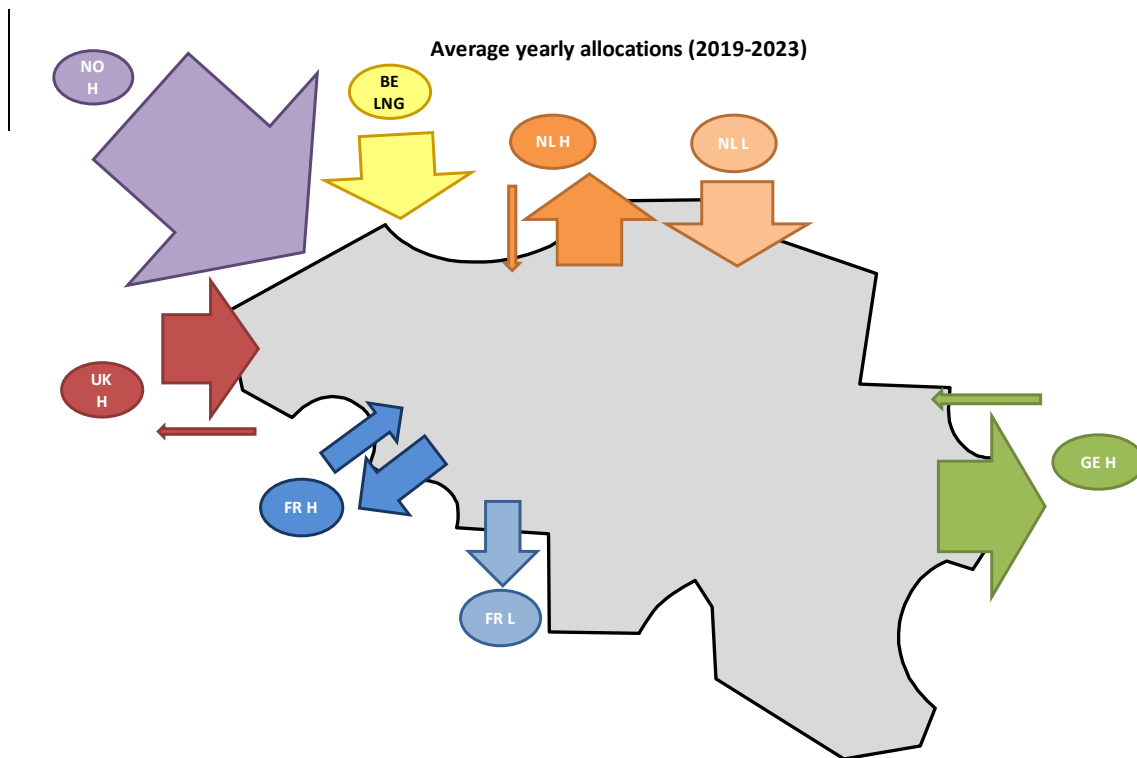 Average yearly allocations (2019-2023)
NO
H
BE
LNG
NL H
NL L
UK
H
GE H
FR H
FR L